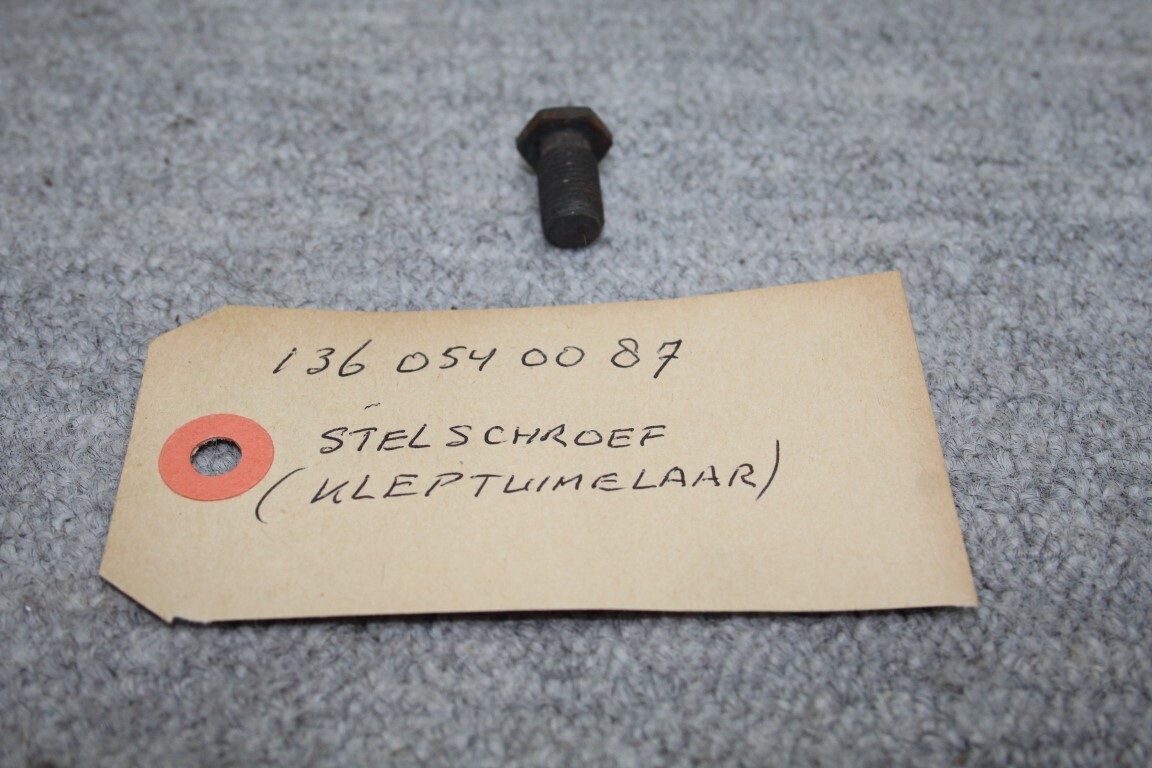 136 054 00 87
STELSCHROEF
(KLEPTUIMELAAR)